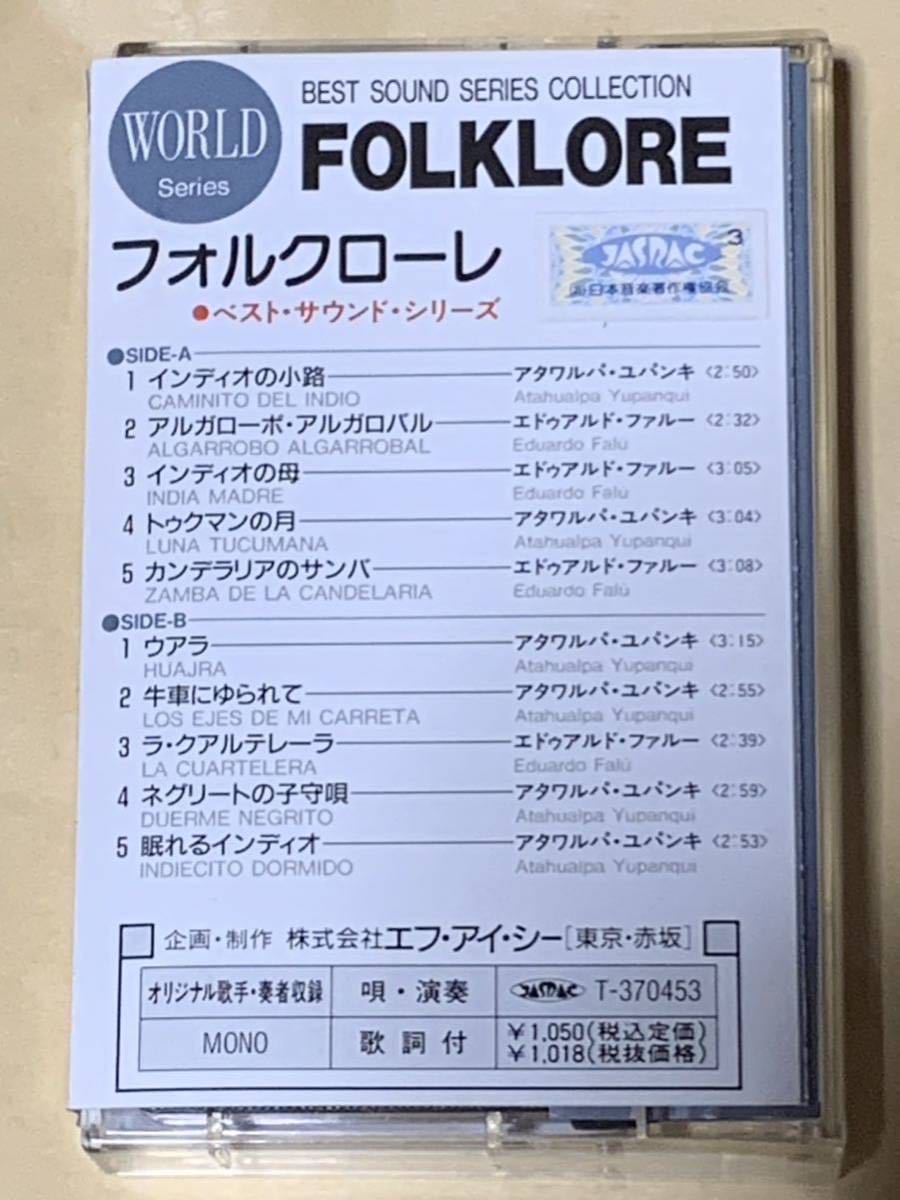 WORLD
Series
BEST SOUND SERIES COLLECTION
FOLKLORE
フォルクローレ
●ベスト・サウンド・シリーズ
JASRAC 3
日本音楽著作権協会
●SIDE-A
1 インディオの小路 アタワルパ・ユパンキ 〈2:50〉
CAMINITO DEL INDIO Atahualpa Yupanqui
2 アルガローボ・アルガロバル エドゥアルド・ファルー 〈2:32〉
ALGARROBO ALGARROBAL Eduardo Falú
3 インディオの母 エドゥアルド・ファルー 〈3:05〉
INDIA MADRE Eduardo Falú
4 トゥクマンの月 アタワルパ・ユパンキ 〈3:04〉
LUNA TUCUMANA Atahualpa Yupanqui
5 カンデラリアのサンバ エドゥアルド・ファルー 〈3:08〉
ZAMBA DE LA CANDELARIA Eduardo Falú
●SIDE-B
1 ウアラ アタワルパ・ユパンキ 〈3:15〉
HUAJRA Atahualpa Yupanqui
2 牛車にゆられて アタワルパ・ユパンキ 〈2:55〉
LOS EJES DE MI CARRETA Atahualpa Yupanqui
3 ラ・クアルテレーラ エドゥアルド・ファルー 〈2:39〉
LA CUARTELERA Eduardo Falú
4 ネグリートの子守唄 アタワルパ・ユパンキ 〈2:59〉
DUERME NEGRITO Atahualpa Yupanqui
5 眠れるインディオ アタワルパ・ユパンキ 〈2:53〉
INDIECITO DORMIDO Atahualpa Yupanqui
企画・制作 株式会社エフ・アイ・シー[東京・赤坂]
オリジナル歌手・奏者収録 唄・演奏 JASRAC T-370453
MONO 歌詞付 ¥1,050(税込定価)
¥1,018(税抜価格)